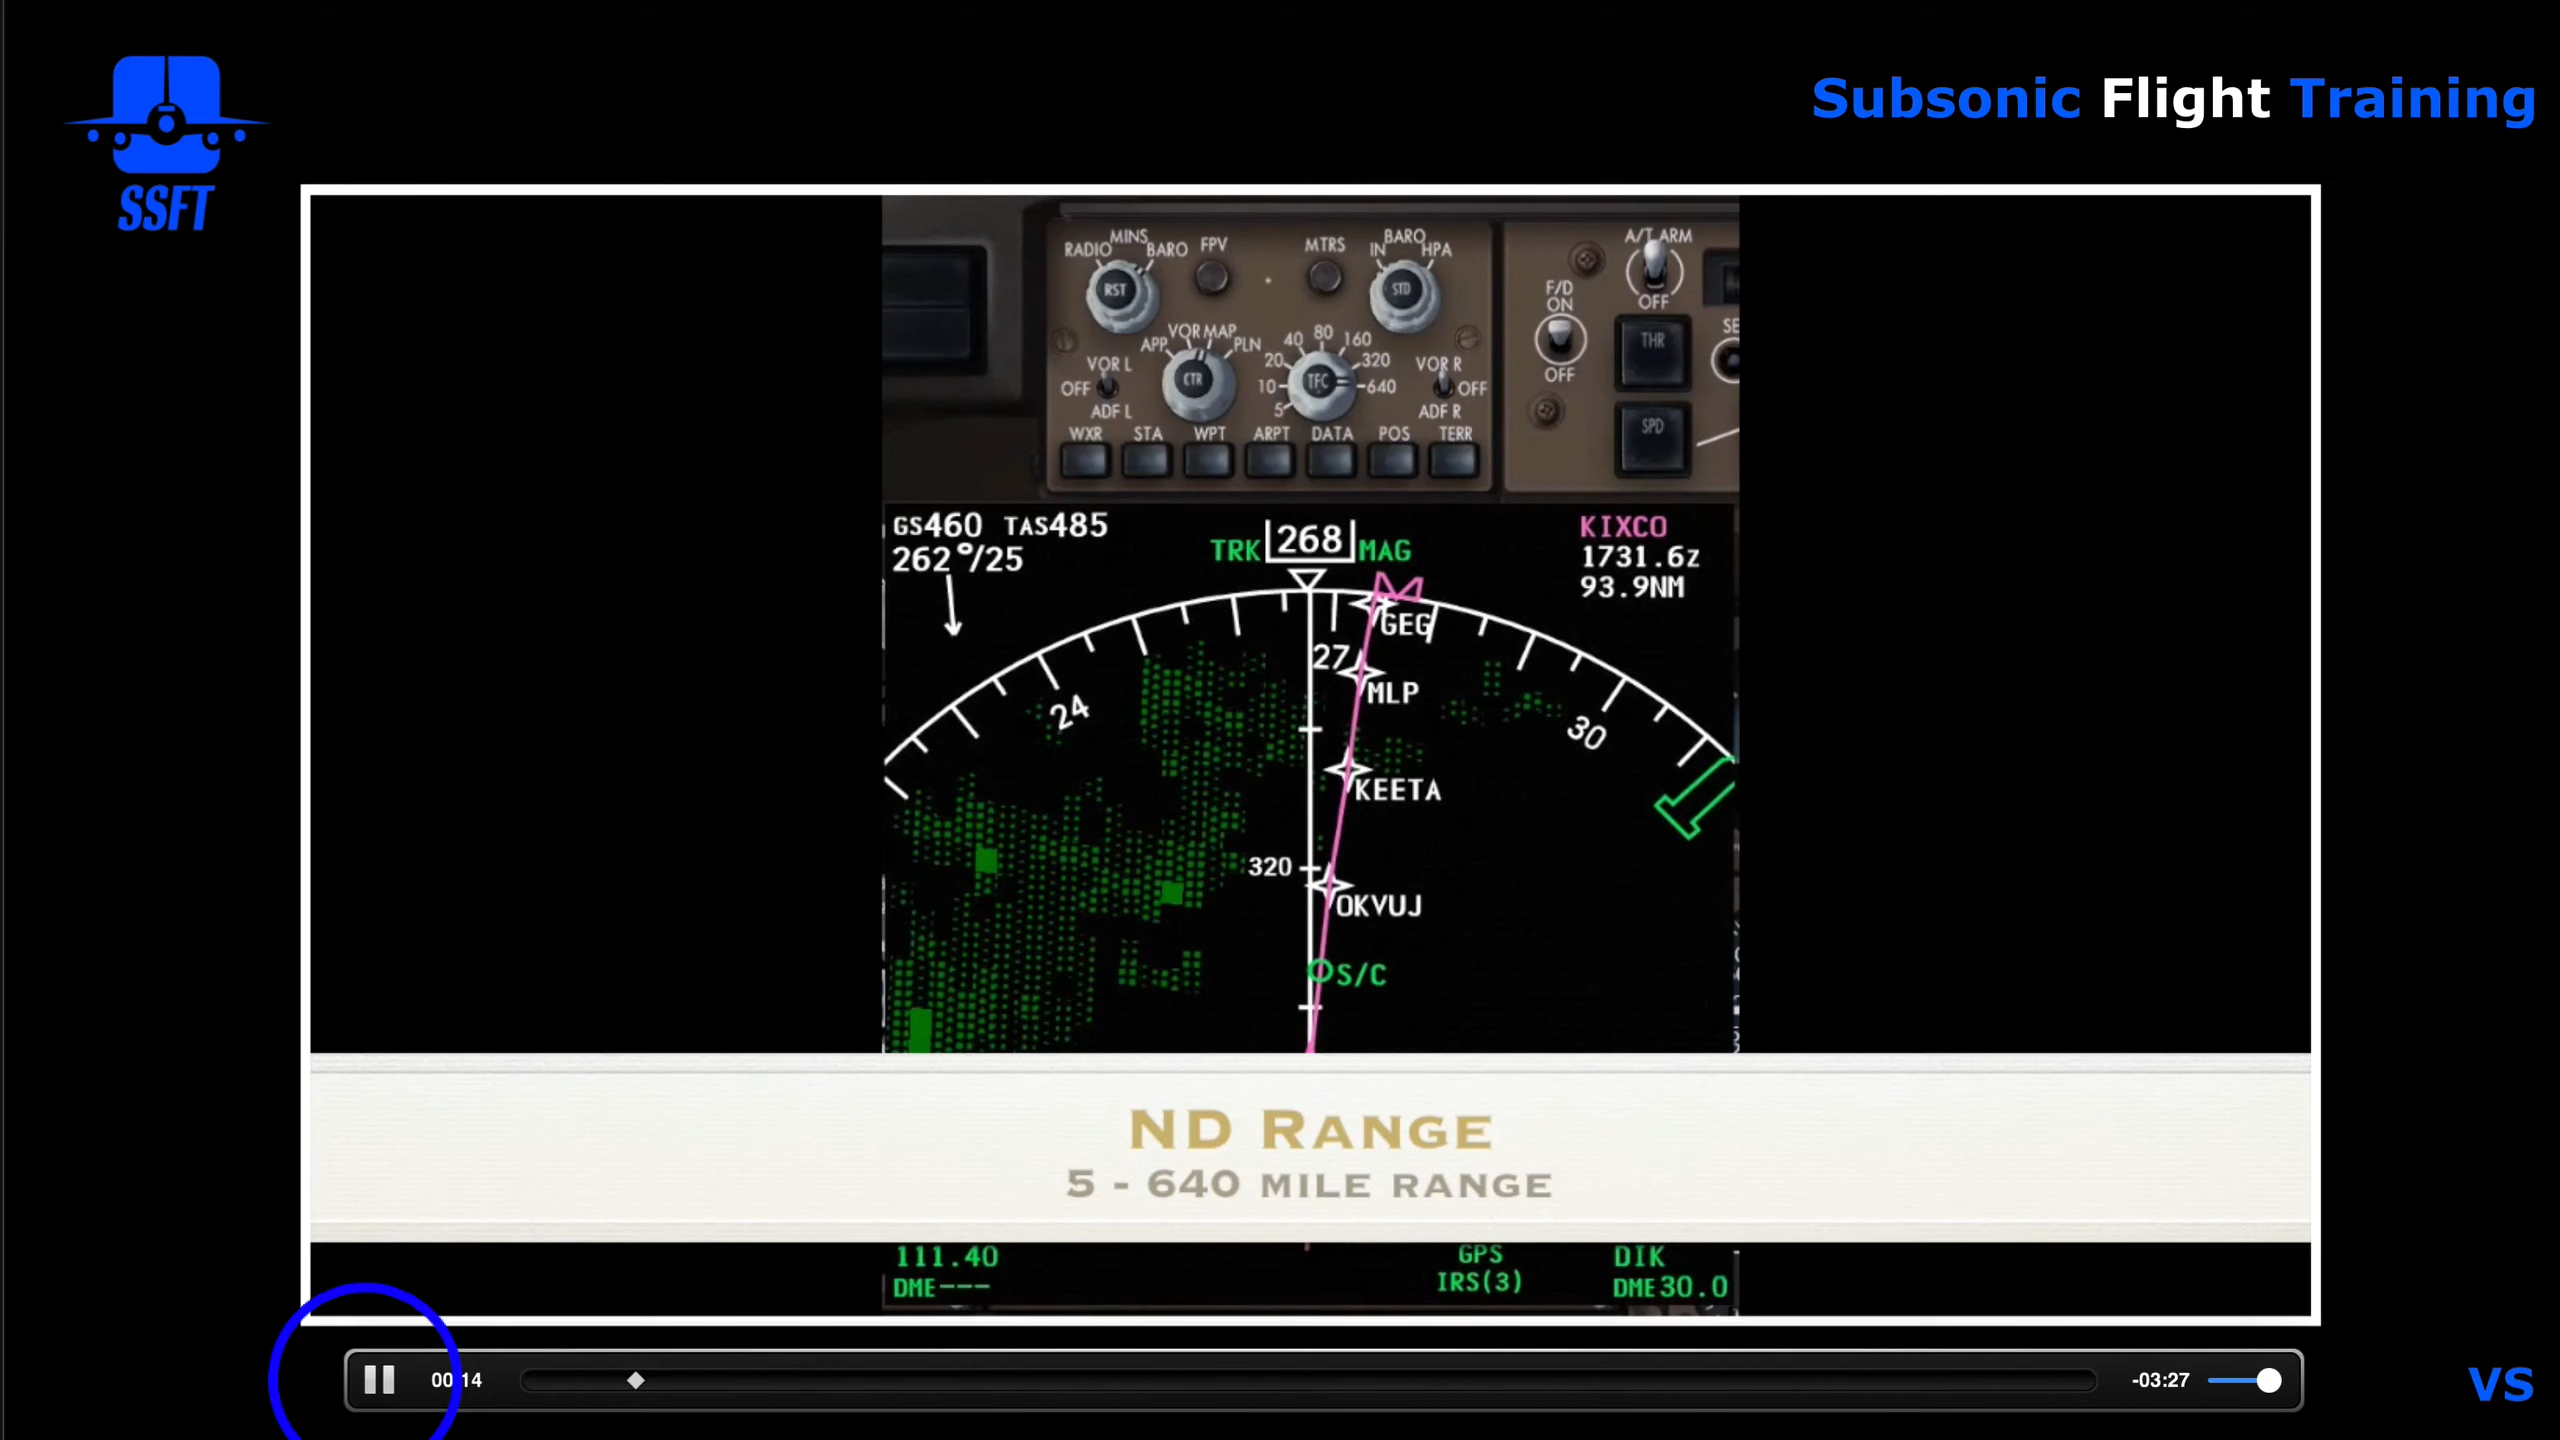 SSFT
Subsonic Flight Training
RADIO MINS BARO FPV MTRS IN BARO HPA
RST STD
A/T ARM
OFF
F/D
ON
OFF
THR
SE
SPD
APP VOR MAP PLN
CTR
5 10 20 40 80 160 320 640
TFC
VOR L
OFF
ADF L
VOR R
OFF
ADF R
WXR STA WPT ARPT DATA POS TERR
GS460 TAS485
262°/25
TRK 268 MAG
KIXCO
1731.6z
93.9NM
GEG
27
MLP
24
30
KEETA
320
OKVUJ
S/C
ND RANGE
5 - 640 MILE RANGE
111.40
DME---
GPS
IRS(3)
DIK
DME30.0
00:14
-03:27
VS